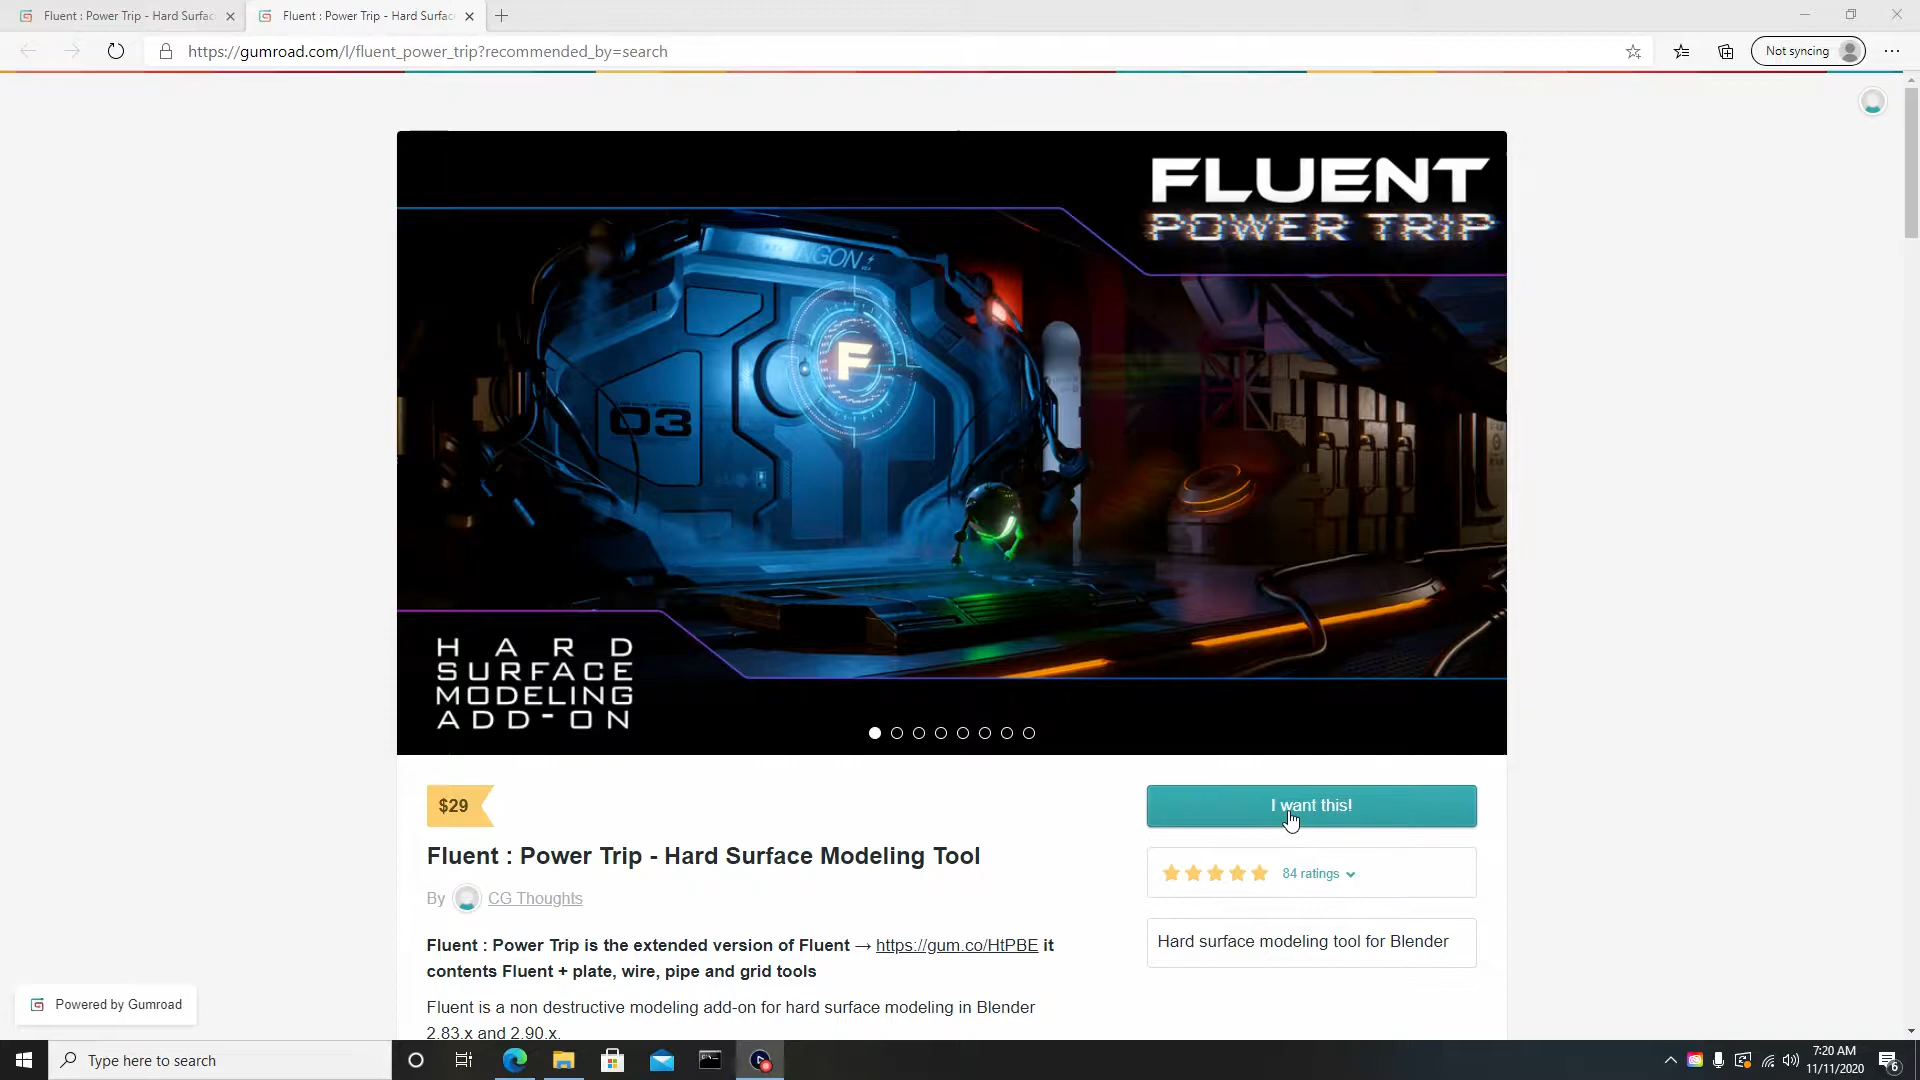 Fluent : Power Trip - Hard Surfac
Fluent : Power Trip - Hard Surfac
https://gumroad.com/l/fluent_power_trip?recommended_by=search
Not syncing
FLUENT
POWER TRIP
NGON
F
03
HARD
SURFACE
MODELING
ADD-ON
$29
I want this!
Fluent : Power Trip - Hard Surface Modeling Tool
84 ratings
By CG Thoughts
Fluent : Power Trip is the extended version of Fluent → https://gum.co/HtPBE it
contents Fluent + plate, wire, pipe and grid tools
Hard surface modeling tool for Blender
Fluent is a non destructive modeling add-on for hard surface modeling in Blender
2.83.x and 2.90.x.
Powered by Gumroad
Type here to search
7:20 AM
11/11/2020
6